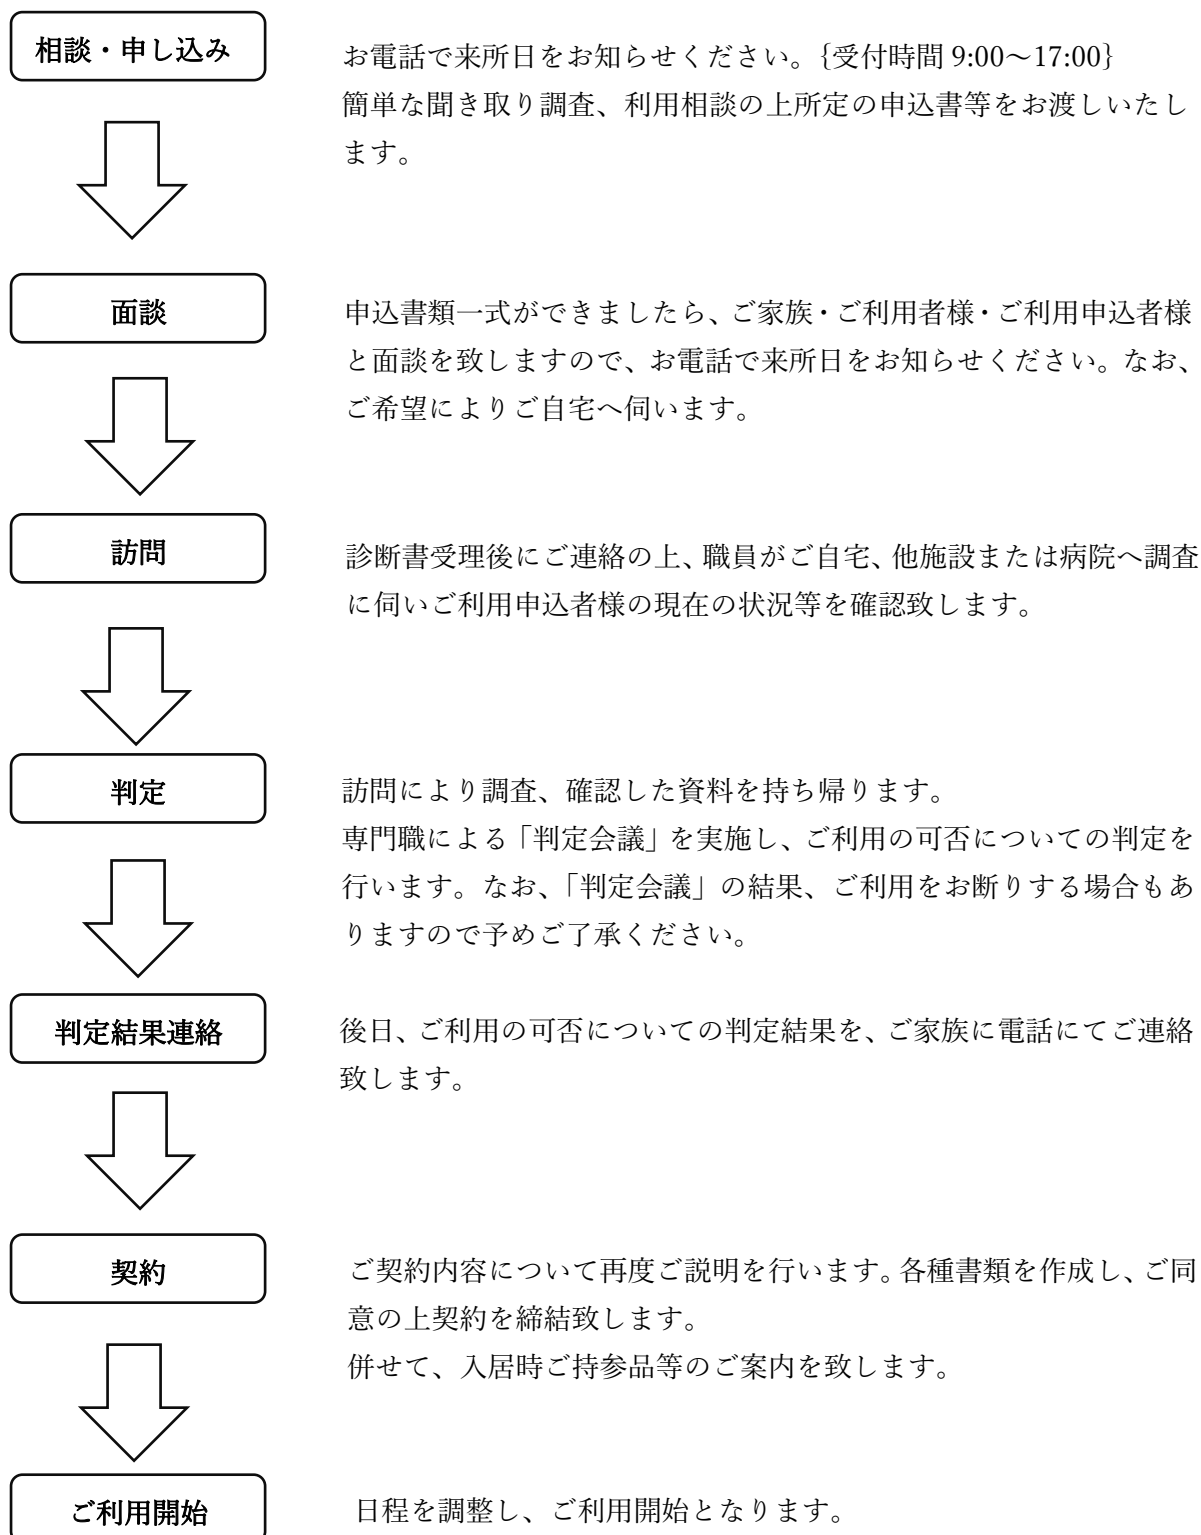 相談・申し込み
お電話で来所日をお知らせください。{受付時間 9:00～17:00}
簡単な聞き取り調査、利用相談の上所定の申込書等をお渡しいたし
ます。
面談
申込書類一式ができましたら、ご家族・ご利用者様・ご利用申込者様
と面談を致しますので、お電話で来所日をお知らせください。なお、
ご希望によりご自宅へ伺います。
訪問
診断書受理後にご連絡の上、職員がご自宅、他施設または病院へ調査
に伺いご利用申込者様の現在の状況等を確認致します。
判定
訪問により調査、確認した資料を持ち帰ります。
専門職による「判定会議」を実施し、ご利用の可否についての判定を
行います。なお、「判定会議」の結果、ご利用をお断りする場合もあ
りますので予めご了承ください。
判定結果連絡
後日、ご利用の可否についての判定結果を、ご家族に電話にてご連絡
致します。
契約
ご契約内容について再度ご説明を行います。各種書類を作成し、ご同
意の上契約を締結致します。
併せて、入居時ご持参品等のご案内を致します。
ご利用開始
日程を調整し、ご利用開始となります。